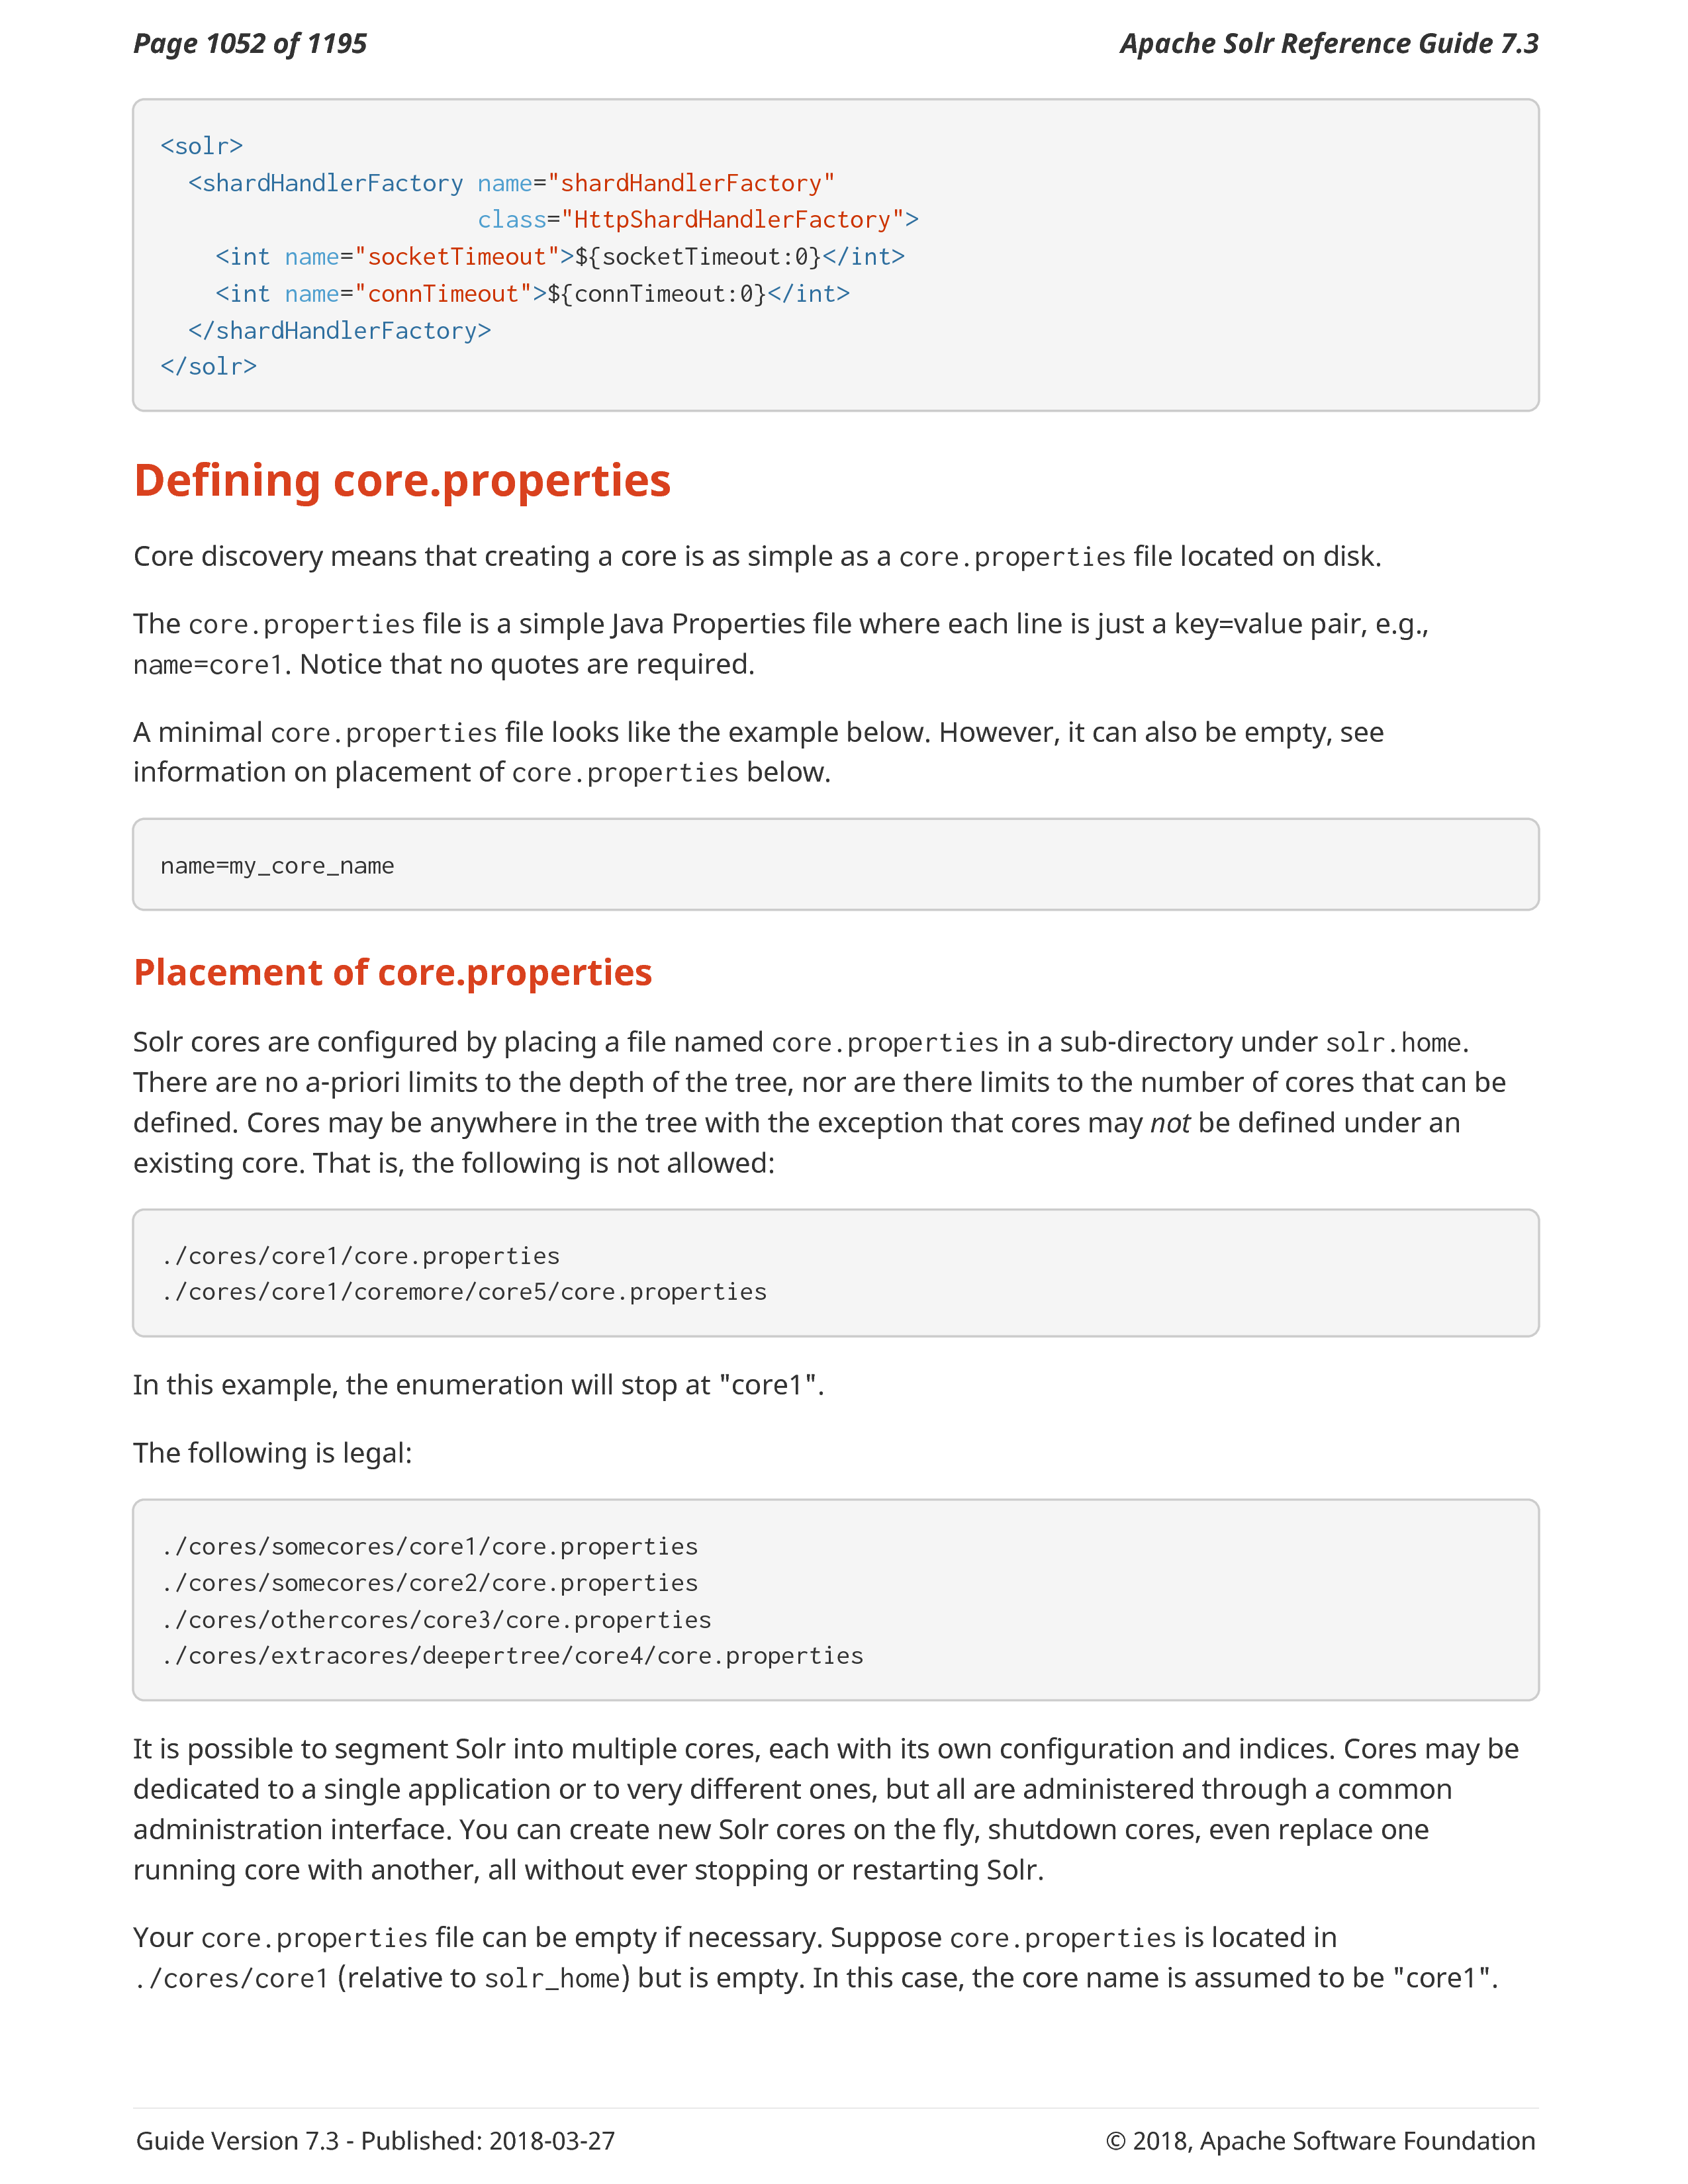 Page 1052 of 1195
Apache Solr Reference Guide 7.3
<solr>
  <shardHandlerFactory name="shardHandlerFactory"
                       class="HttpShardHandlerFactory">
    <int name="socketTimeout">${socketTimeout:0}</int>
    <int name="connTimeout">${connTimeout:0}</int>
  </shardHandlerFactory>
</solr>
Defining core.properties
Core discovery means that creating a core is as simple as a core.properties file located on disk.
The core.properties file is a simple Java Properties file where each line is just a key=value pair, e.g.,
name=core1. Notice that no quotes are required.
A minimal core.properties file looks like the example below. However, it can also be empty, see
information on placement of core.properties below.
name=my_core_name
Placement of core.properties
Solr cores are configured by placing a file named core.properties in a sub-directory under solr.home.
There are no a-priori limits to the depth of the tree, nor are there limits to the number of cores that can be
defined. Cores may be anywhere in the tree with the exception that cores may not be defined under an
existing core. That is, the following is not allowed:
./cores/core1/core.properties
./cores/core1/coremore/core5/core.properties
In this example, the enumeration will stop at "core1".
The following is legal:
./cores/somecores/core1/core.properties
./cores/somecores/core2/core.properties
./cores/othercores/core3/core.properties
./cores/extracores/deepertree/core4/core.properties
It is possible to segment Solr into multiple cores, each with its own configuration and indices. Cores may be
dedicated to a single application or to very different ones, but all are administered through a common
administration interface. You can create new Solr cores on the fly, shutdown cores, even replace one
running core with another, all without ever stopping or restarting Solr.
Your core.properties file can be empty if necessary. Suppose core.properties is located in
./cores/core1 (relative to solr_home) but is empty. In this case, the core name is assumed to be "core1".
Guide Version 7.3 - Published: 2018-03-27
© 2018, Apache Software Foundation